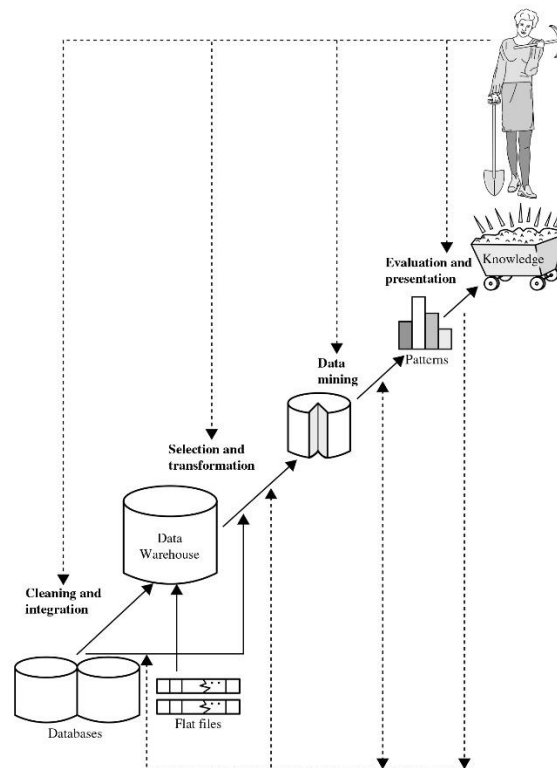 Evaluation and
presentation
Knowledge
Patterns
Data
mining
Selection and
transformation
Data
Warehouse
Cleaning and
integration
Databases
Flat files